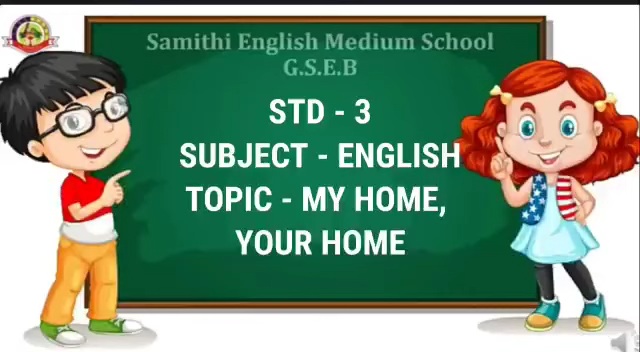 Samithi English Medium School
G.S.E.B
STD - 3
SUBJECT - ENGLISH
TOPIC - MY HOME,
YOUR HOME